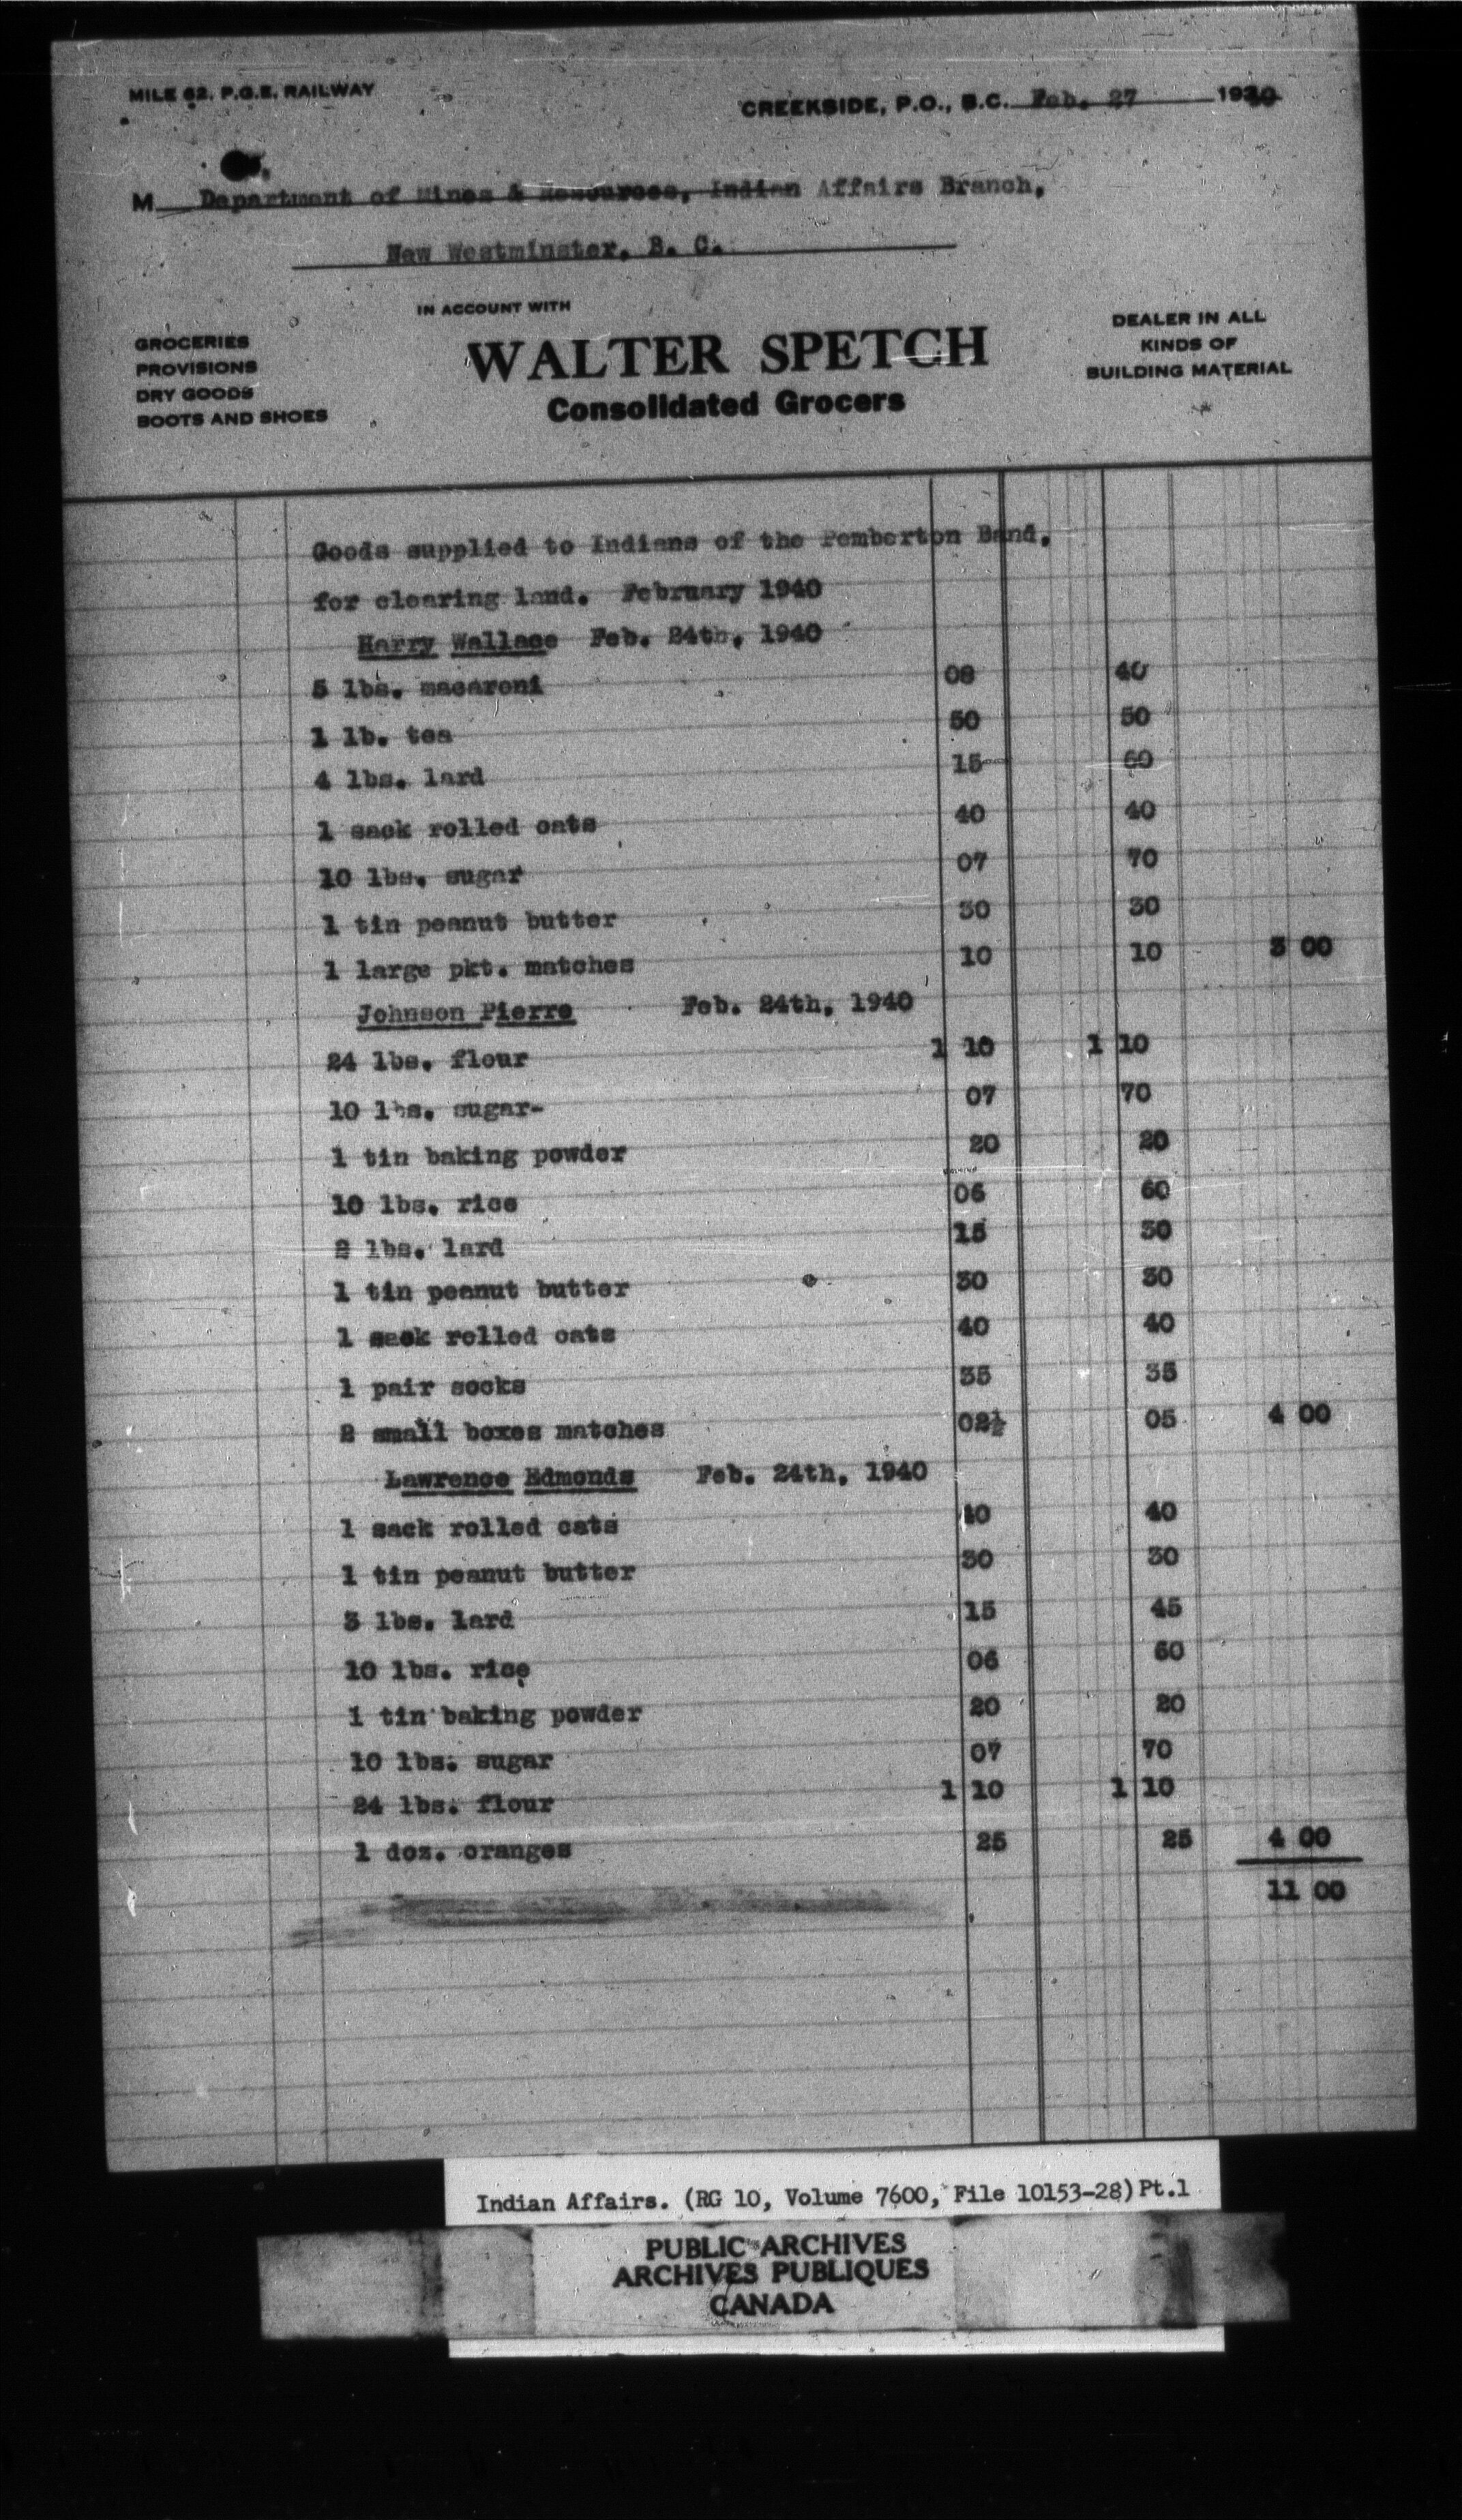 MILE 62, P.G.E. RAILWAY
CREEKSIDE, P.O., B.C. Feb. 27 1940
M Department of Mines & Resources, Indian Affairs Branch,
New Westminster, B. C.
IN ACCOUNT WITH
GROCERIES
PROVISIONS
DRY GOODS
BOOTS AND SHOES
WALTER SPETCH
Consolidated Grocers
DEALER IN ALL
KINDS OF
BUILDING MATERIAL
Goods supplied to Indians of the Pemberton Band,
for clearing land. February 1940
Harry Wallace Feb. 24th, 1940
5 lbs. macaroni 08 40
1 lb. tea 50 50
4 lbs. lard 15 60
1 sack rolled oats 40 40
10 lbs. sugar 07 70
1 tin peanut butter 30 30
1 large pkt. matches 10 10 3 00
Johnson Pierre Feb. 24th, 1940
24 lbs. flour 1 10 1 10
10 lbs. sugar- 07 70
1 tin baking powder 20 20
10 lbs. rice 06 60
2 lbs. lard 15 30
1 tin peanut butter 30 30
1 sack rolled oats 40 40
1 pair socks 35 35
2 small boxes matches 02½ 05 4 00
Lawrence Edmonds Feb. 24th, 1940
1 sack rolled oats 40 40
1 tin peanut butter 30 30
3 lbs. lard 15 45
10 lbs. rice 06 60
1 tin baking powder 20 20
10 lbs. sugar 07 70
24 lbs. flour 1 10 1 10
1 doz. oranges 25 25 4 00
11 00
Indian Affairs. (RG 10, Volume 7600, File 10153-28) Pt.1
PUBLIC ARCHIVES
ARCHIVES PUBLIQUES
CANADA